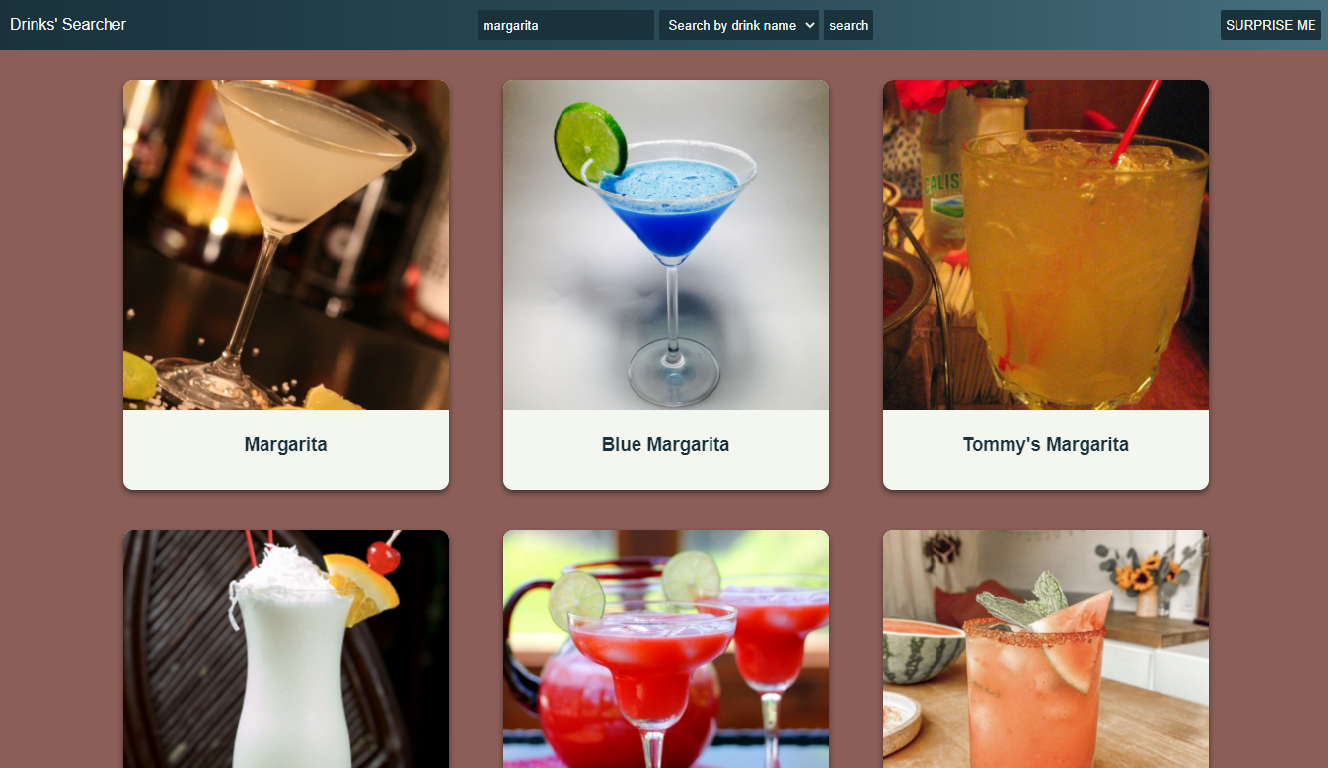 Drinks' Searcher
margarita
Search by drink name
search
SURPRISE ME
Margarita
Blue Margarita
Tommy's Margarita